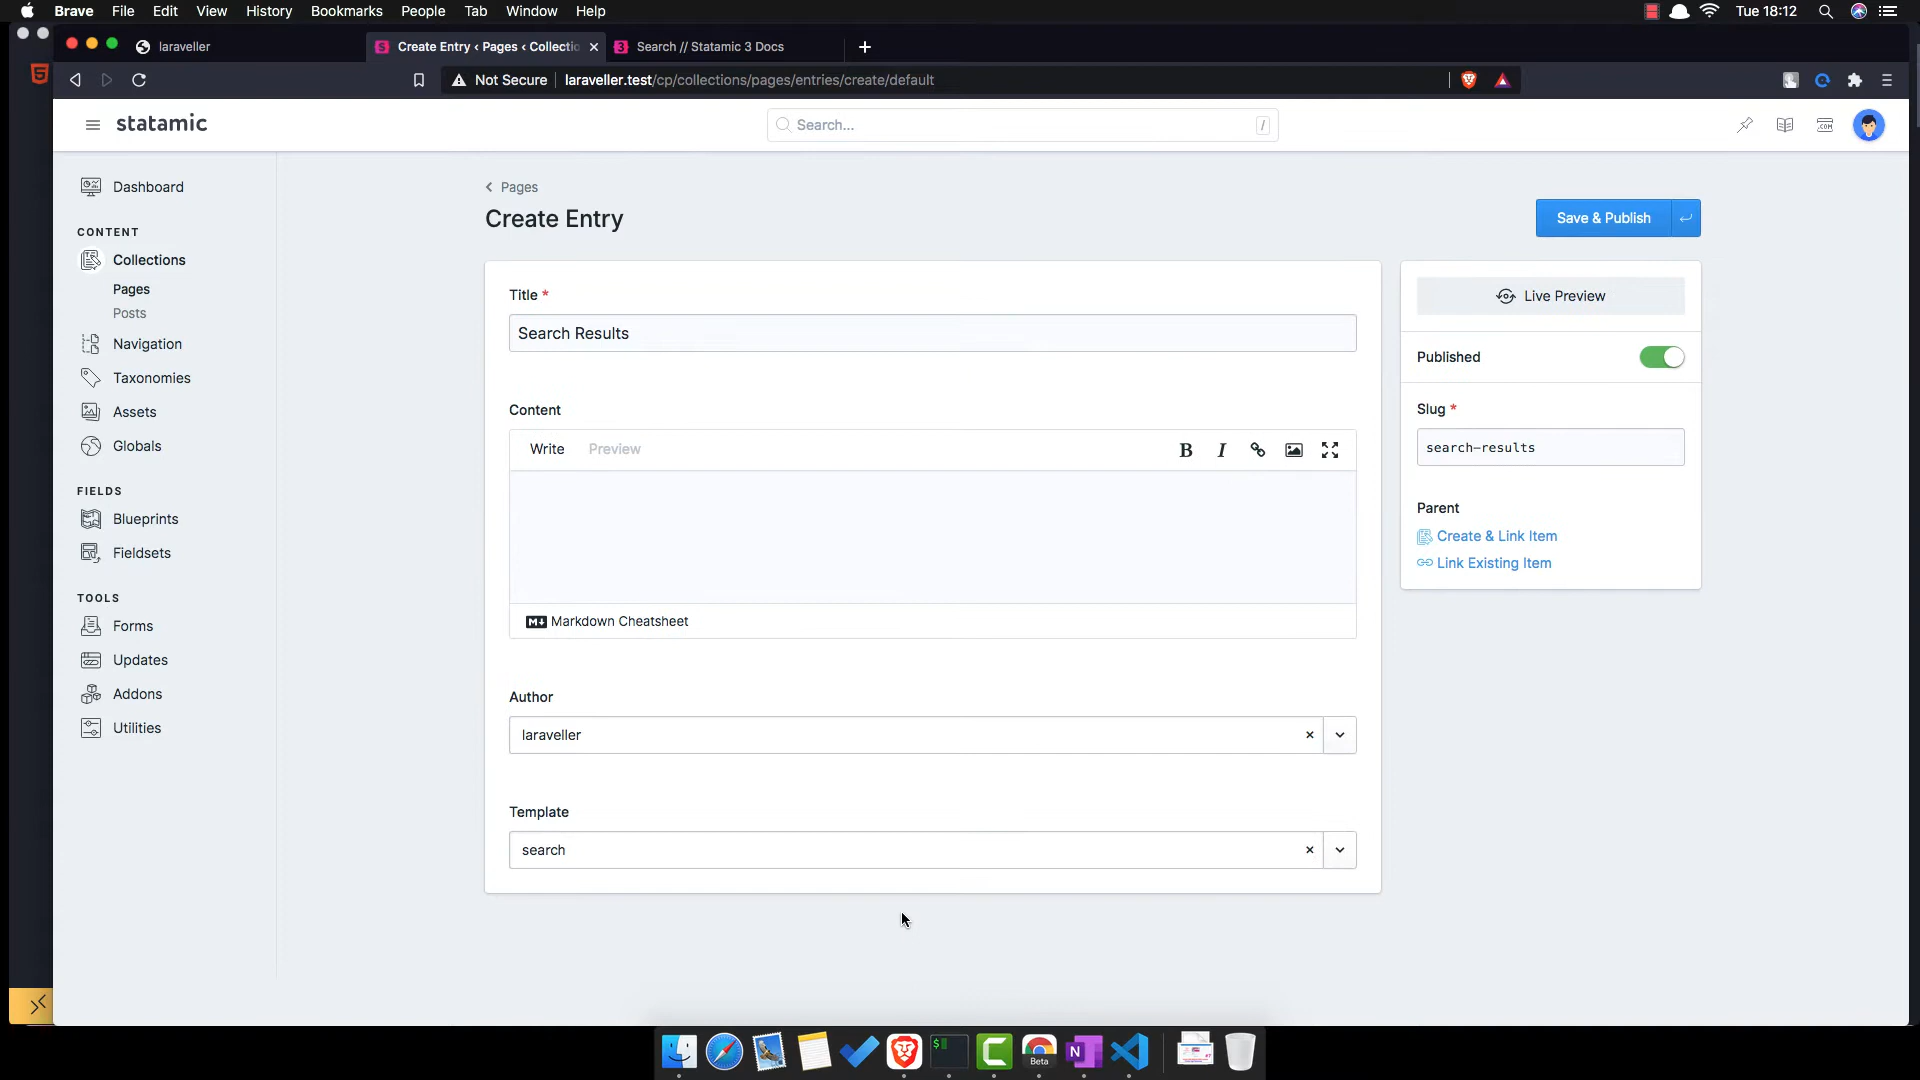 Brave File Edit View History Bookmarks People Tab Window Help Tue 18:12
laraveller Create Entry ‹ Pages ‹ Collectio Search // Statamic 3 Docs
Not Secure laraveller.test/cp/collections/pages/entries/create/default
statamic Search... /
.COM
Dashboard
CONTENT
Collections
Pages
Posts
Navigation
Taxonomies
Assets
Globals
FIELDS
Blueprints
Fieldsets
TOOLS
Forms
Updates
Addons
Utilities
Pages
Create Entry
Save & Publish
Title *
Search Results
Content
Write Preview B I
Markdown Cheatsheet
Author
laraveller
Template
search
Live Preview
Published
Slug *
search-results
Parent
Create & Link Item
Link Existing Item
Beta